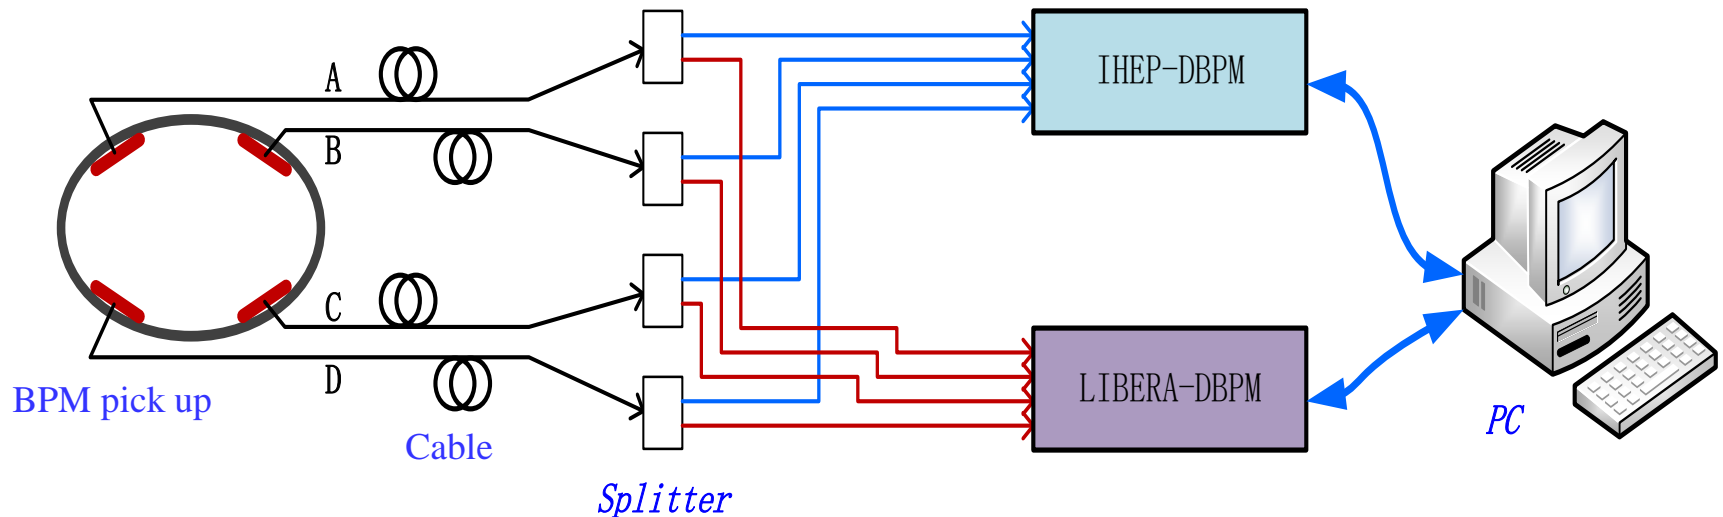 A
B
C
D
BPM pick up
Cable
Splitter
IHEP-DBPM
LIBERA-DBPM
PC